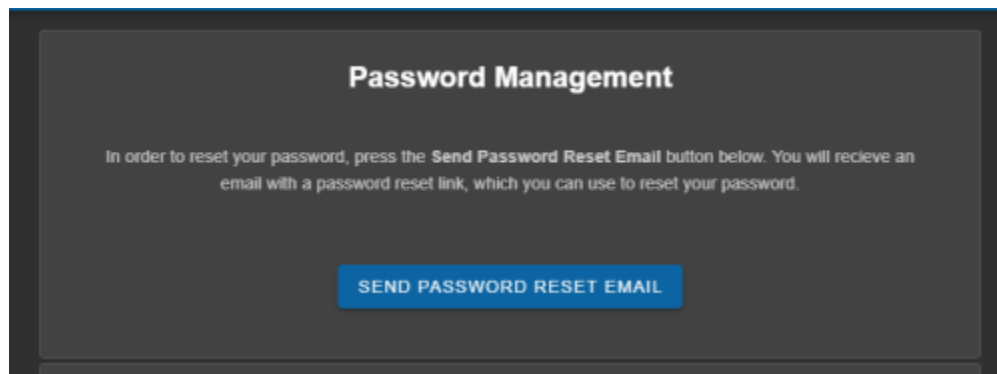 Password Management
In order to reset your password, press the Send Password Reset Email button below. You will recieve an
email with a password reset link, which you can use to reset your password.
SEND PASSWORD RESET EMAIL